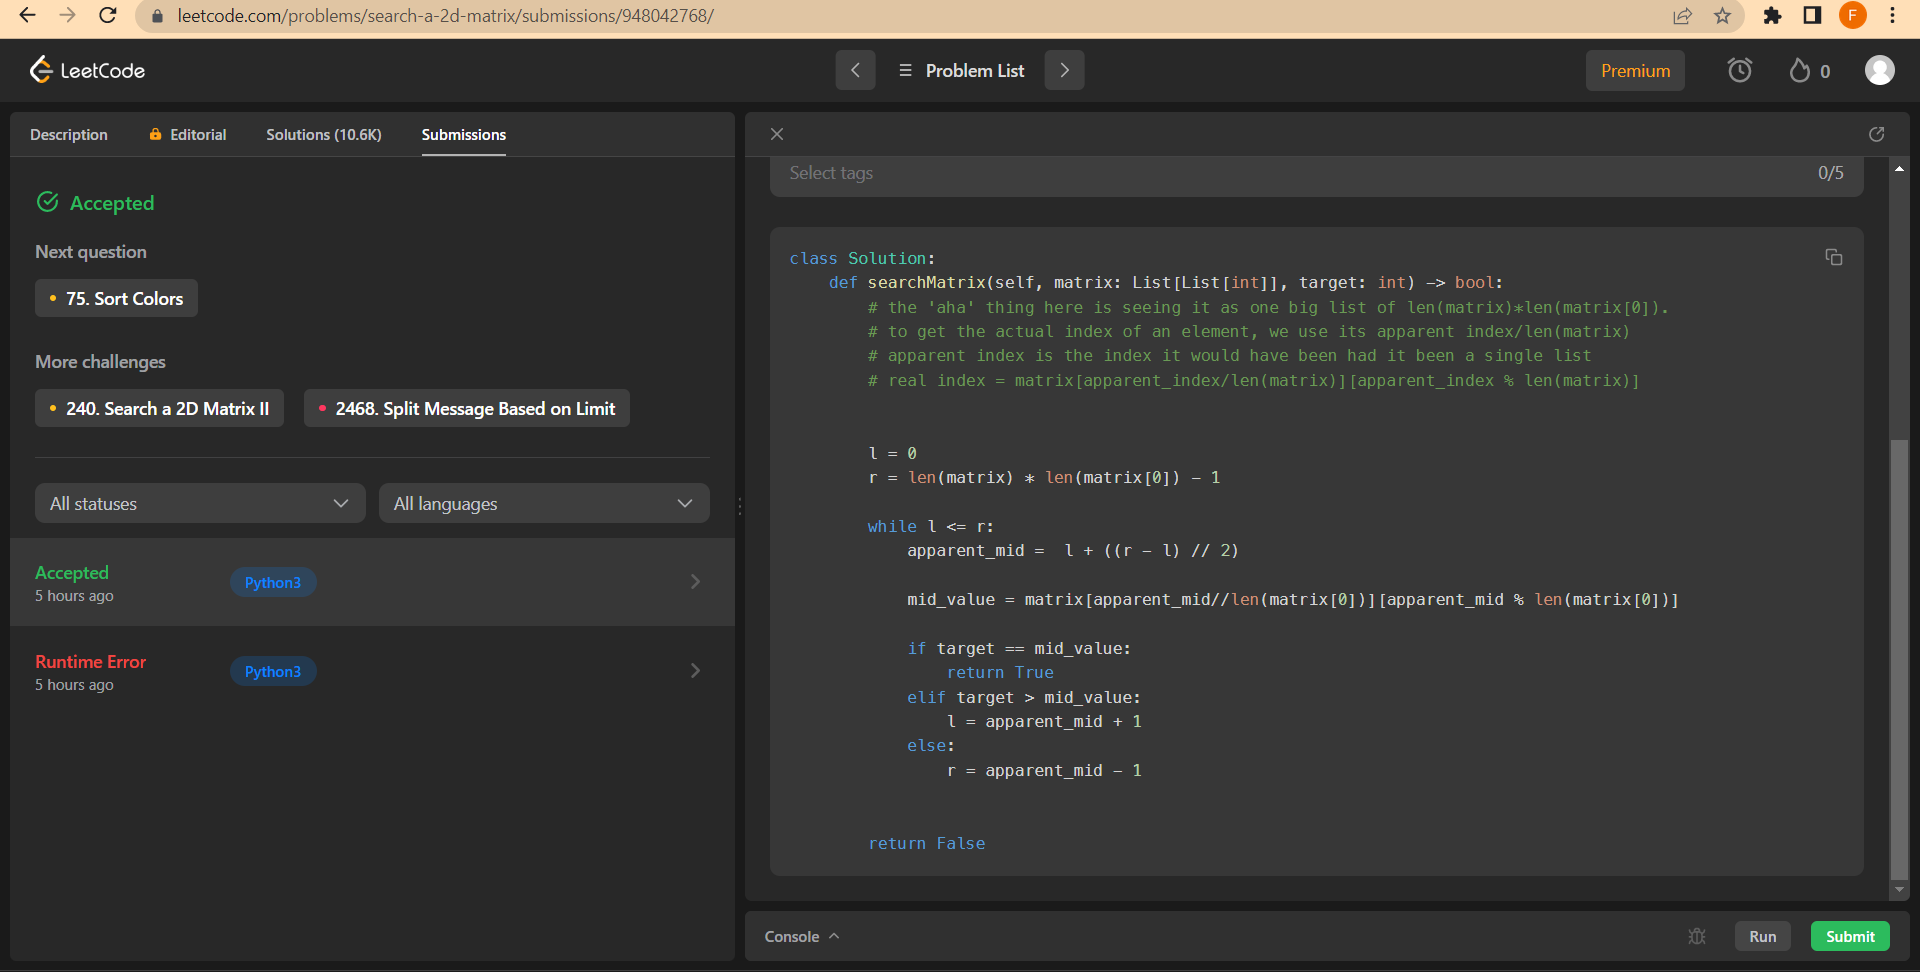 leetcode.com/problems/search-a-2d-matrix/submissions/948042768/
F
LeetCode
Problem List
Premium
0
Description
Editorial
Solutions (10.6K)
Submissions
Accepted
Next question
75. Sort Colors
More challenges
240. Search a 2D Matrix II
2468. Split Message Based on Limit
All statuses
All languages
Accepted
5 hours ago
Python3
Runtime Error
5 hours ago
Python3
Select tags
0/5
class Solution:
    def searchMatrix(self, matrix: List[List[int]], target: int) -> bool:
        # the 'aha' thing here is seeing it as one big list of len(matrix)*len(matrix[0]).
        # to get the actual index of an element, we use its apparent index/len(matrix)
        # apparent index is the index it would have been had it been a single list
        # real index = matrix[apparent_index/len(matrix)][apparent_index % len(matrix)]
        l = 0
        r = len(matrix) * len(matrix[0]) - 1
        while l <= r:
            apparent_mid =  l + ((r - l) // 2)
            mid_value = matrix[apparent_mid//len(matrix[0])][apparent_mid % len(matrix[0])]
            if target == mid_value:
                return True
            elif target > mid_value:
                l = apparent_mid + 1
            else:
                r = apparent_mid - 1
        return False
Console
Run
Submit